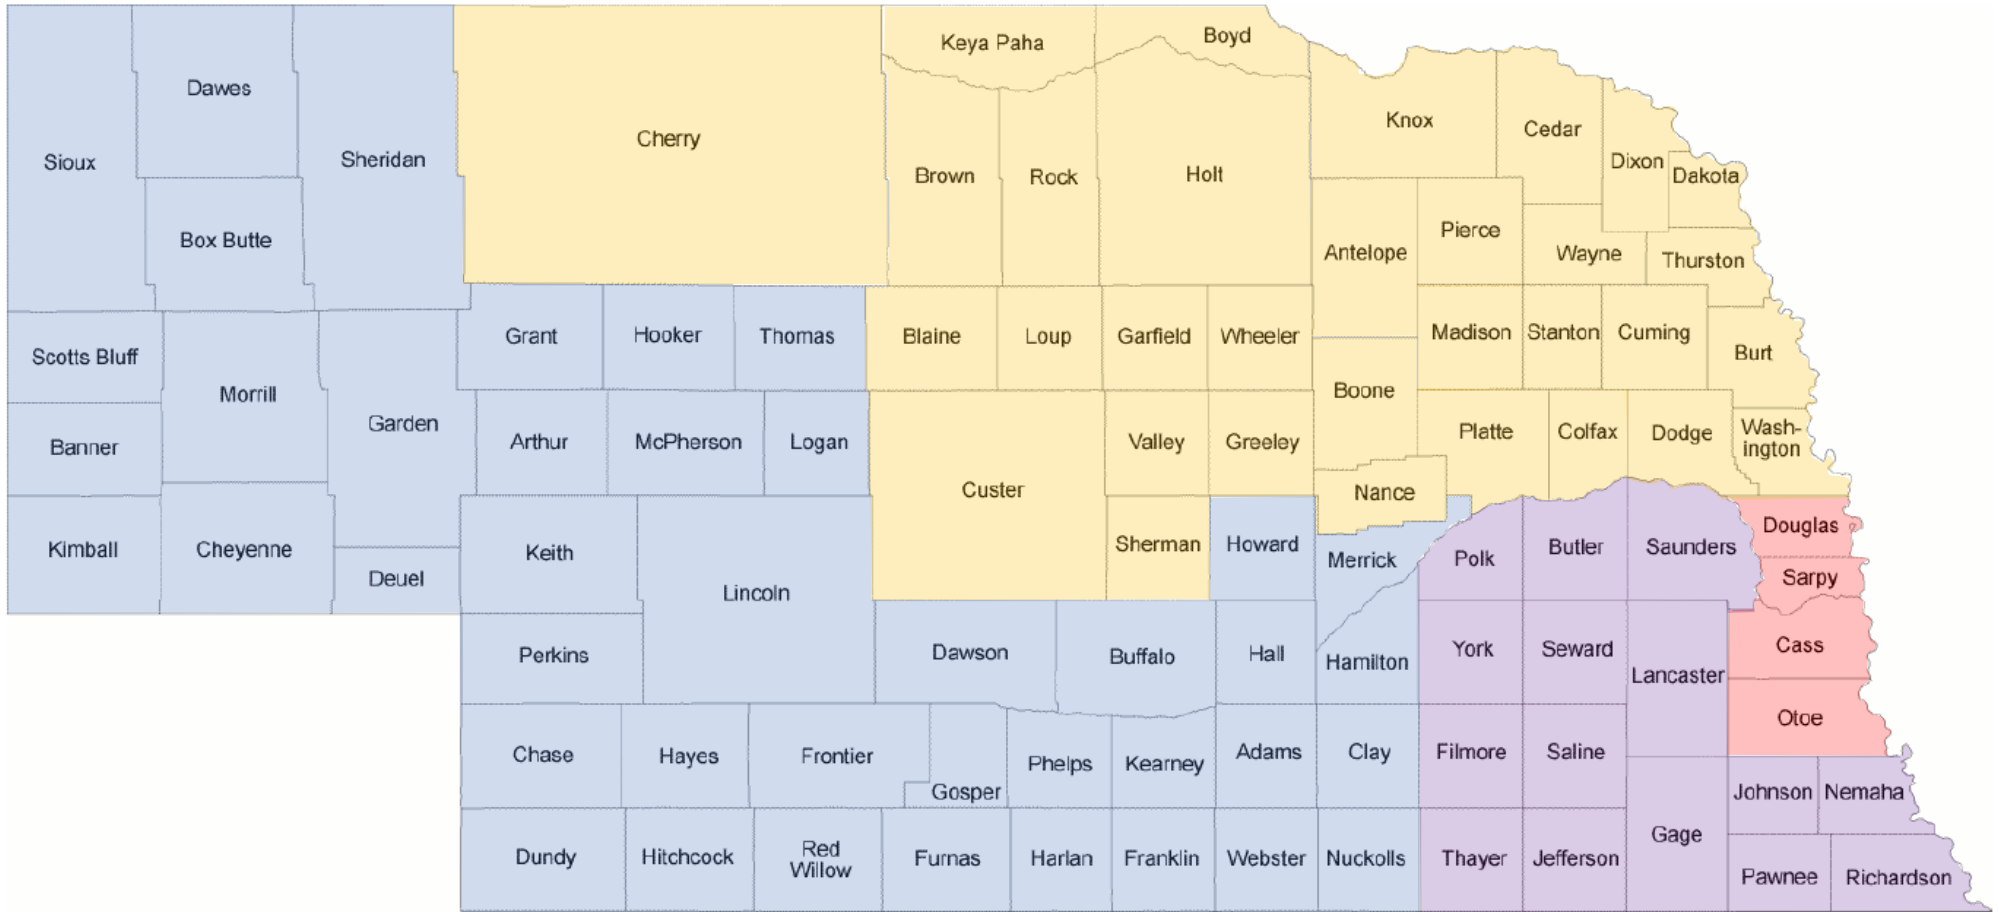 Keya Paha
Boyd
Dawes
Cherry
Knox
Cedar
Sioux
Sheridan
Brown
Rock
Holt
Dixon
Dakota
Box Butte
Antelope
Pierce
Wayne
Thurston
Scotts Bluff
Grant
Hooker
Thomas
Blaine
Loup
Garfield
Wheeler
Madison
Stanton
Cuming
Burt
Morrill
Garden
Boone
Banner
Arthur
McPherson
Logan
Valley
Greeley
Platte
Colfax
Dodge
Wash-
ington
Custer
Nance
Kimball
Cheyenne
Deuel
Keith
Lincoln
Sherman
Howard
Merrick
Polk
Butler
Saunders
Douglas
Sarpy
Perkins
Dawson
Buffalo
Hall
Hamilton
York
Seward
Lancaster
Cass
Otoe
Chase
Hayes
Frontier
Gosper
Phelps
Kearney
Adams
Clay
Filmore
Saline
Johnson
Nemaha
Dundy
Hitchcock
Red
Willow
Furnas
Harlan
Franklin
Webster
Nuckolls
Thayer
Jefferson
Gage
Pawnee
Richardson